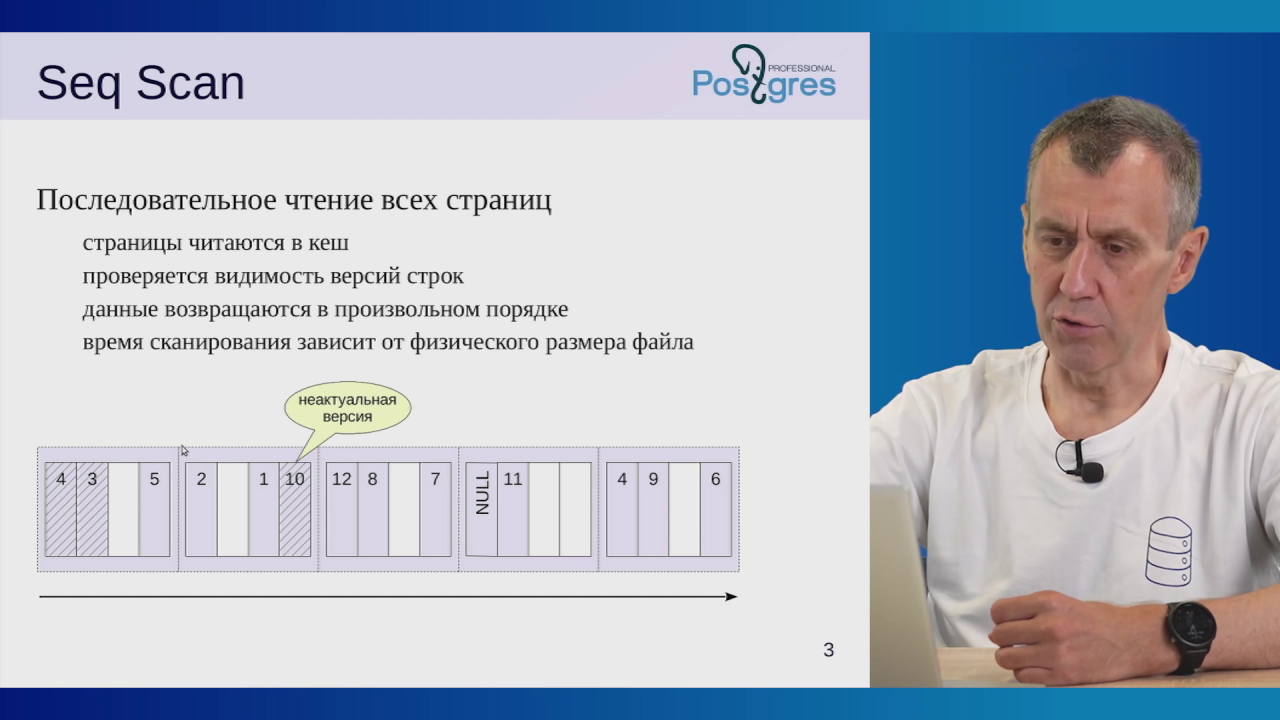 Seq Scan
PROFESSIONAL
Postgres
Последовательное чтение всех страниц
страницы читаются в кеш
проверяется видимость версий строк
данные возвращаются в произвольном порядке
время сканирования зависит от физического размера файла
неактуальная
версия
4 3 5 2 1 10 12 8 7 NULL 11 4 9 6
3